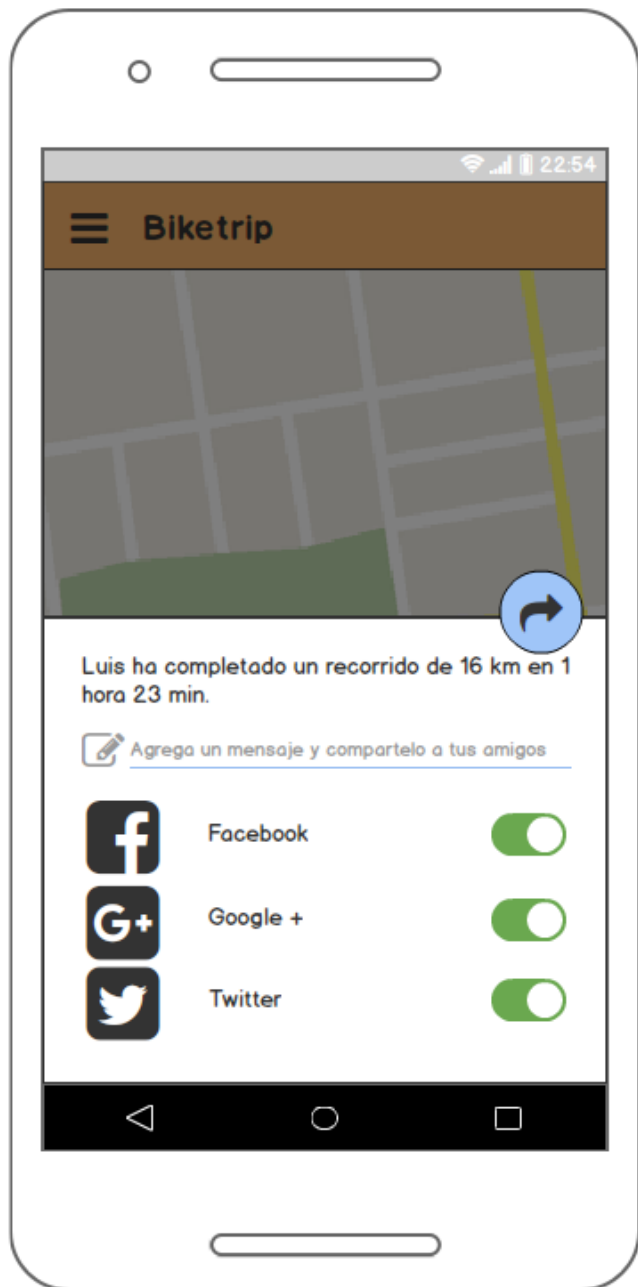 22:54
Biketrip
Luis ha completado un recorrido de 16 km en 1
hora 23 min.
Agrega un mensaje y compartelo a tus amigos
Facebook
G+
Google +
Twitter